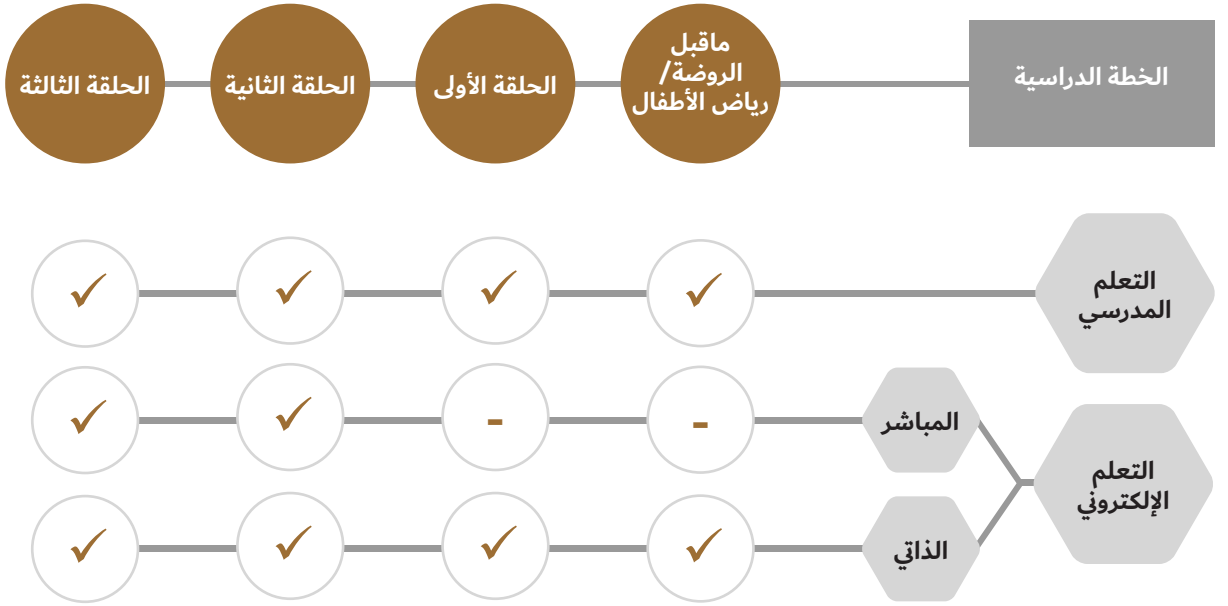 الخطة الدراسية
ماقبل
الروضة/
رياض الأطفال
الحلقة الأولى
الحلقة الثانية
الحلقة الثالثة
التعلم
المدرسي
✓ ✓ ✓ ✓
التعلم
الإلكتروني
المباشر
- - ✓ ✓
الذاتي
✓ ✓ ✓ ✓